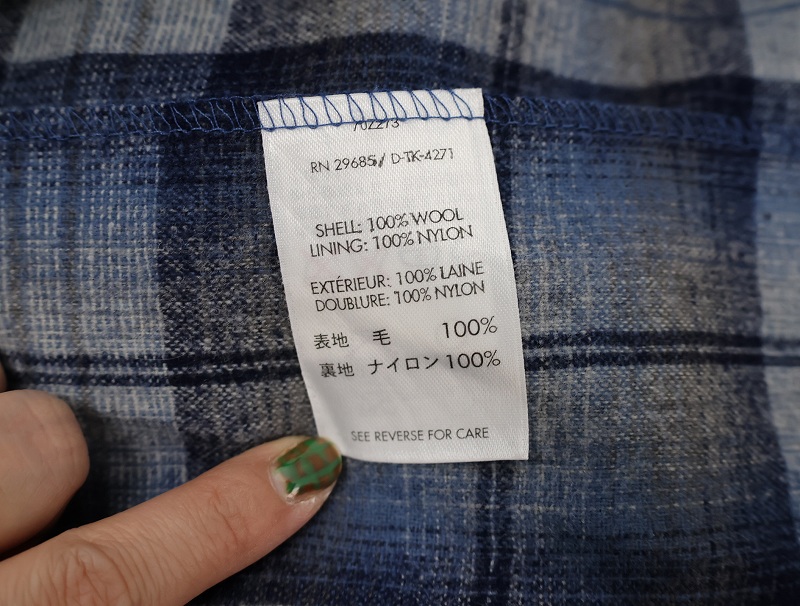 702273
RN 29685/ D-TK-4271
SHELL: 100% WOOL
LINING: 100% NYLON
EXTÉRIEUR: 100% LAINE
DOUBLURE: 100% NYLON
表地 毛 100%
裏地 ナイロン 100%
SEE REVERSE FOR CARE